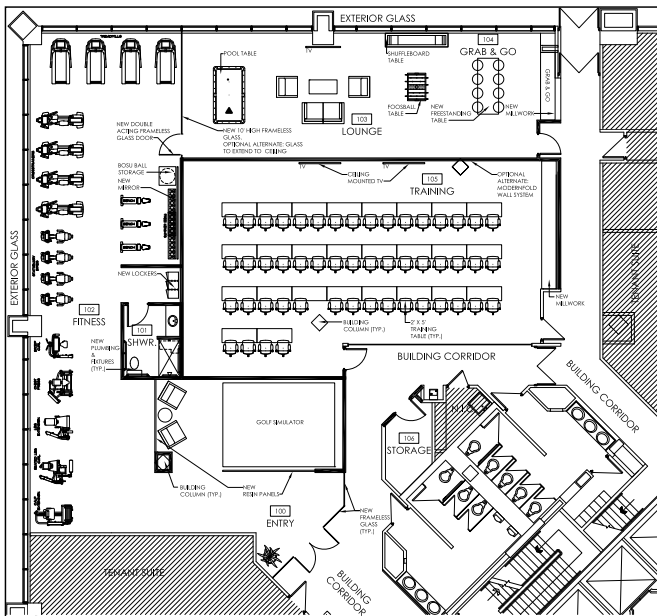 EXTERIOR GLASS
TREADMILLS
TV
POOL TABLE
SHUFFLEBOARD
TABLE
104
GRAB & GO
GRAB & GO
NEW DOUBLE
ACTING FRAMELESS
GLASS DOOR
NEW 10' HIGH FRAMELESS
GLASS.
OPTIONAL ALTERNATE: GLASS
TO EXTEND TO CEILING
103
LOUNGE
FOOSBALL
TABLE
NEW
FREESTANDING
TABLE
NEW
MILLWORK
BOSU BALL
STORAGE
NEW
MIRROR
TV
CEILING
MOUNTED TV
TV
105
TRAINING
OPTIONAL
ALTERNATE:
MODERNFOLD
WALL SYSTEM
EXTERIOR GLASS
NEW LOCKERS
102
FITNESS
101
SHWR.
NEW
PLUMBING
&
FIXTURES
(TYP.)
BUILDING
COLUMN (TYP.)
2' X 5'
TRAINING
TABLE (TYP.)
NEW
MILLWORK
TENANT SUITE
BUILDING CORRIDOR
BUILDING CORRIDOR
GOLF SIMULATOR
N.I.C.
106
STORAGE
BUILDING
COLUMN (TYP.)
NEW
RESIN PANELS
100
ENTRY
NEW
FRAMELESS
GLASS
(TYP.)
TENANT SUITE
BUILDING
CORRIDOR